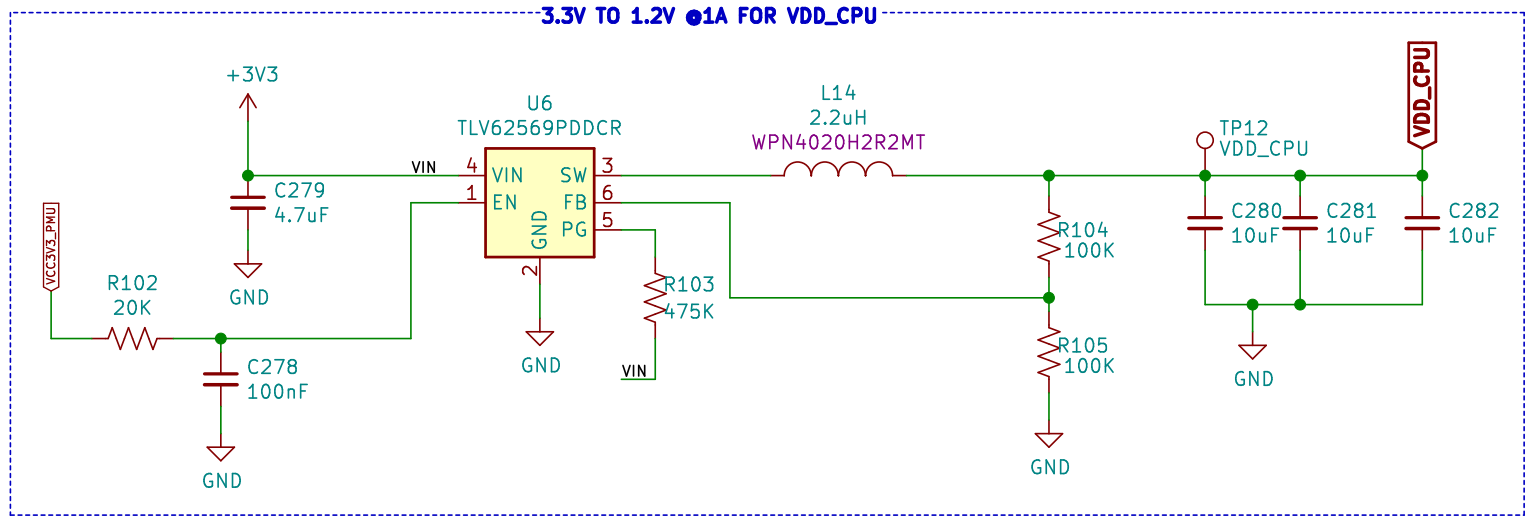 3.3V TO 1.2V @1A FOR VDD_CPU
+3V3
U6
TLV62569PDDCR
L14
2.2uH
WPN4020H2R2MT
VDD_CPU
TP12
VDD_CPU
VIN
4
VIN
SW
3
1
EN
FB
6
GND
PG
5
2
C279
4.7uF
GND
VCC3V3_PMU
R102
20K
C278
100nF
GND
GND
R103
475K
VIN
R104
100K
R105
100K
GND
C280
10uF
C281
10uF
C282
10uF
GND